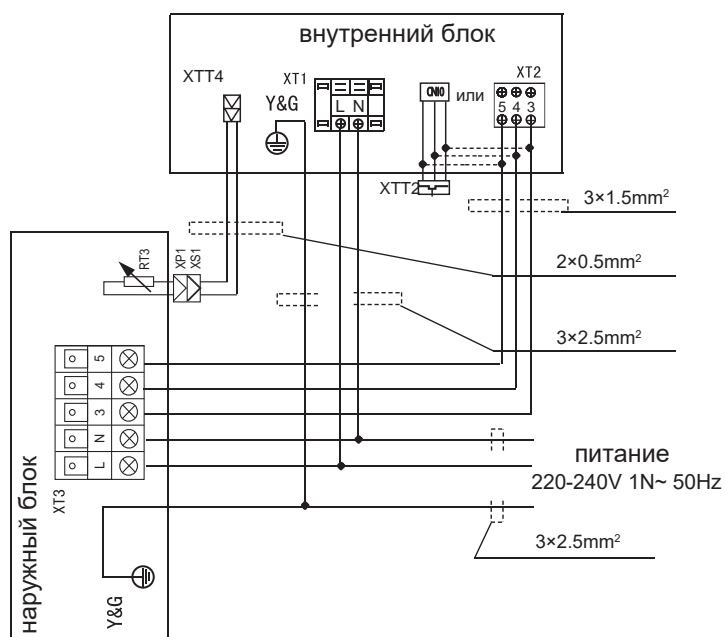 внутренний блок
XTT4
XT1
Y&G
L N
CN10
или
XT2
5 4 3
XTT2
3×1.5mm²
2×0.5mm²
3×2.5mm²
RT3
XP1
XS1
5
4
3
N
L
XT3
наружный блок
Y&G
питание
220-240V 1N~ 50Hz
3×2.5mm²